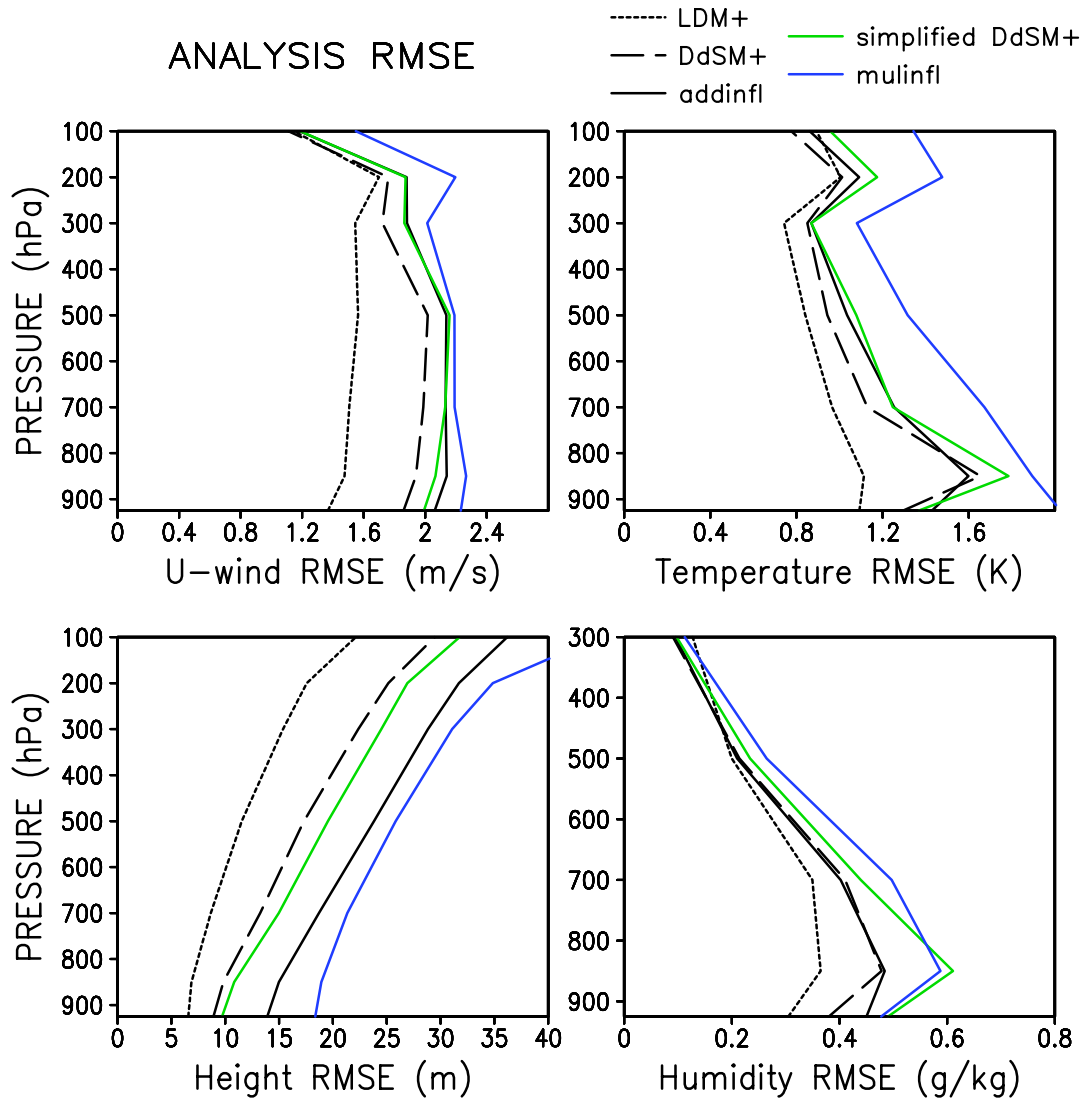 ANALYSIS RMSE
LDM+
DdSM+
addinfl
simplified DdSM+
mulinfl
PRESSURE (hPa)
100
200
300
400
500
600
700
800
900
0 0.4 0.8 1.2 1.6 2 2.4
U-wind RMSE (m/s)
100
200
300
400
500
600
700
800
900
0 0.4 0.8 1.2 1.6
Temperature RMSE (K)
PRESSURE (hPa)
100
200
300
400
500
600
700
800
900
0 5 10 15 20 25 30 35 40
Height RMSE (m)
300
400
500
600
700
800
900
0 0.2 0.4 0.6 0.8
Humidity RMSE (g/kg)